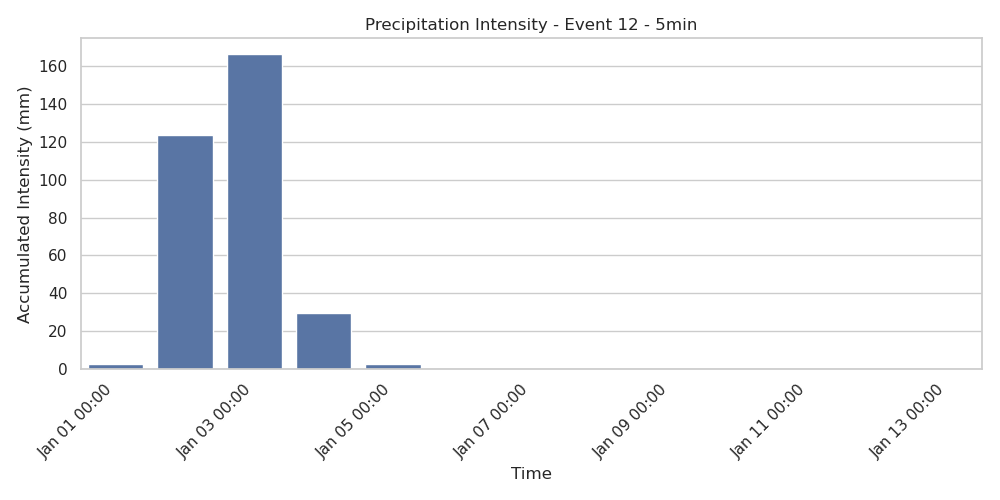 Precipitation Intensity - Event 12 - 5min
Accumulated Intensity (mm)
160
140
120
100
80
60
40
20
0
Jan 01 00:00
Jan 03 00:00
Jan 05 00:00
Jan 07 00:00
Jan 09 00:00
Jan 11 00:00
Jan 13 00:00
Time